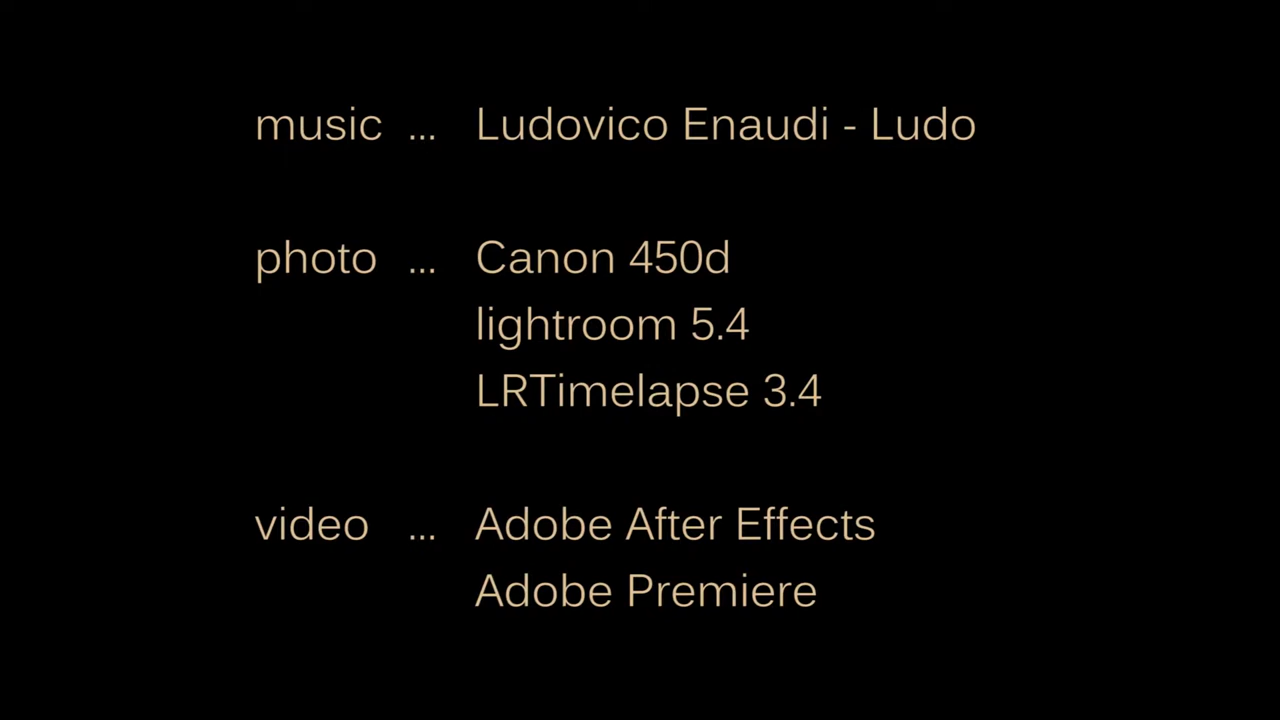 music ... Ludovico Enaudi - Ludo
photo ... Canon 450d
lightroom 5.4
LRTimelapse 3.4
video ... Adobe After Effects
Adobe Premiere